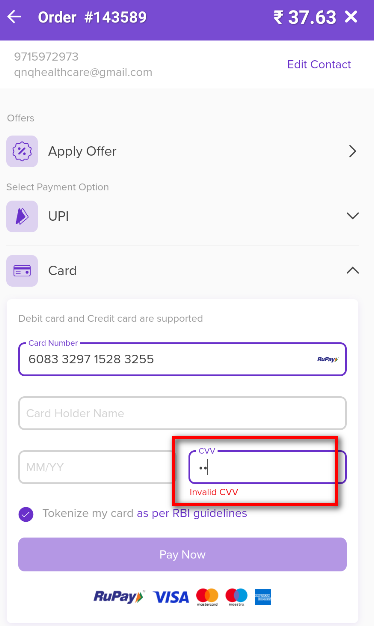 Order #143589
₹ 37.63
9715972973
qnqhealthcare@gmail.com
Edit Contact
Offers
Apply Offer
Select Payment Option
UPI
Card
Debit card and Credit card are supported
Card Number
6083 3297 1528 3255
RuPay
Card Holder Name
MM/YY
CVV
Invalid CVV
Tokenize my card as per RBI guidelines
Pay Now
RuPay VISA mastercard maestro